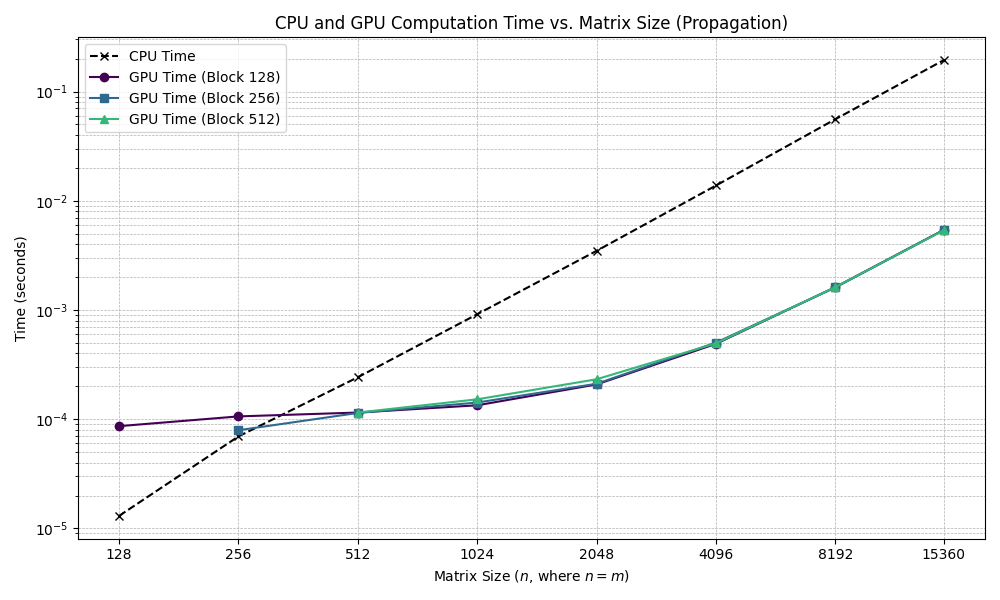 CPU and GPU Computation Time vs. Matrix Size (Propagation)
CPU Time
GPU Time (Block 128)
GPU Time (Block 256)
GPU Time (Block 512)
Time (seconds)
10⁻¹
10⁻²
10⁻³
10⁻⁴
10⁻⁵
128 256 512 1024 2048 4096 8192 15360
Matrix Size (n, where n = m)